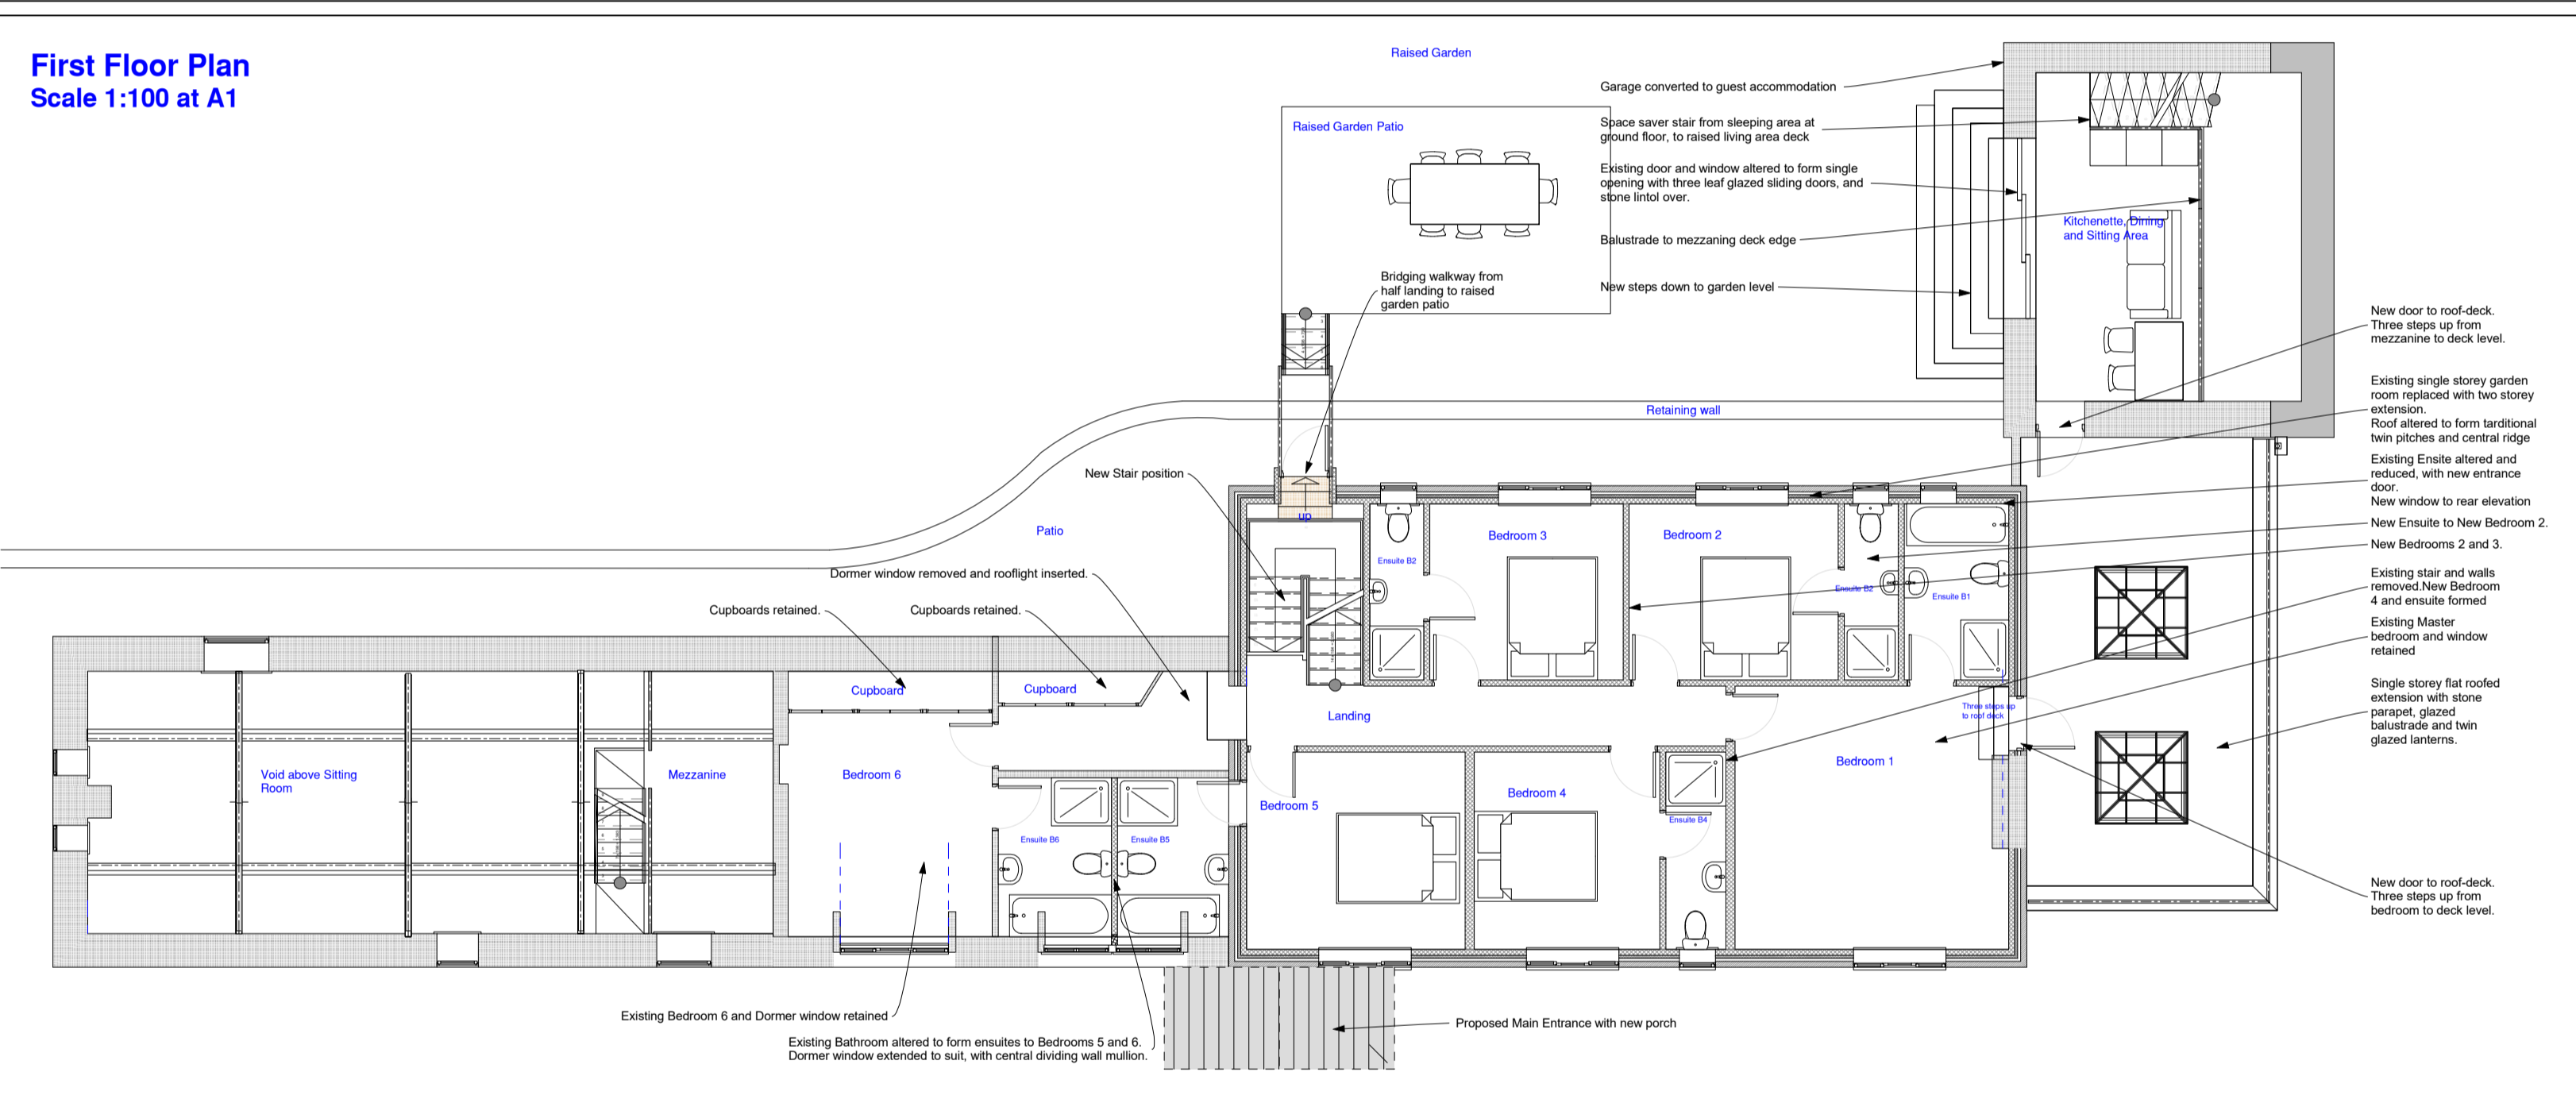 First Floor Plan
Scale 1:100 at A1
Raised Garden
Raised Garden Patio
Garage converted to guest accommodation
Space saver stair from sleeping area at
ground floor, to raised living area deck
Existing door and window altered to form single
opening with three leaf glazed sliding doors, and
stone lintol over.
Balustrade to mezzaning deck edge
New steps down to garden level
Kitchenette, Dining
and Sitting Area
Bridging walkway from
half landing to raised
garden patio
New door to roof-deck.
Three steps up from
mezzanine to deck level.
Existing single storey garden
room replaced with two storey
extension.
Roof altered to form tarditional
twin pitches and central ridge
Existing Ensite altered and
reduced, with new entrance
door.
New window to rear elevation
New Ensuite to New Bedroom 2.
New Bedrooms 2 and 3.
Existing stair and walls
removed.New Bedroom
4 and ensuite formed
Existing Master
bedroom and window
retained
Single storey flat roofed
extension with stone
parapet, glazed
balustrade and twin
glazed lanterns.
New door to roof-deck.
Three steps up from
bedroom to deck level.
Retaining wall
New Stair position
Patio
up
Dormer window removed and rooflight inserted.
Cupboards retained.
Cupboards retained.
Bedroom 3
Bedroom 2
Ensuite B2
Ensuite B2
Ensuite B1
Cupboard
Cupboard
Landing
Three steps up
to roof deck
Void above Sitting
Room
Mezzanine
Bedroom 6
Bedroom 5
Bedroom 4
Bedroom 1
Ensuite B6
Ensuite B5
Ensuite B4
Existing Bedroom 6 and Dormer window retained
Existing Bathroom altered to form ensuites to Bedrooms 5 and 6.
Dormer window extended to suit, with central dividing wall mullion.
Proposed Main Entrance with new porch